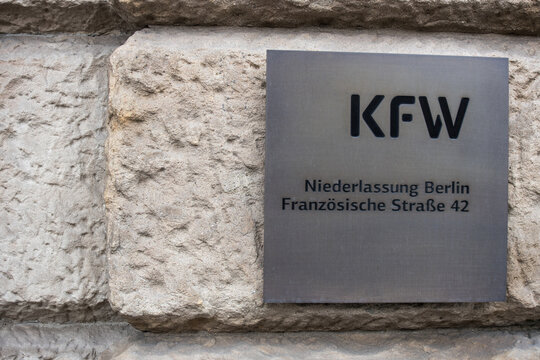 KFW
Niederlassung Berlin
Französische Straße 42